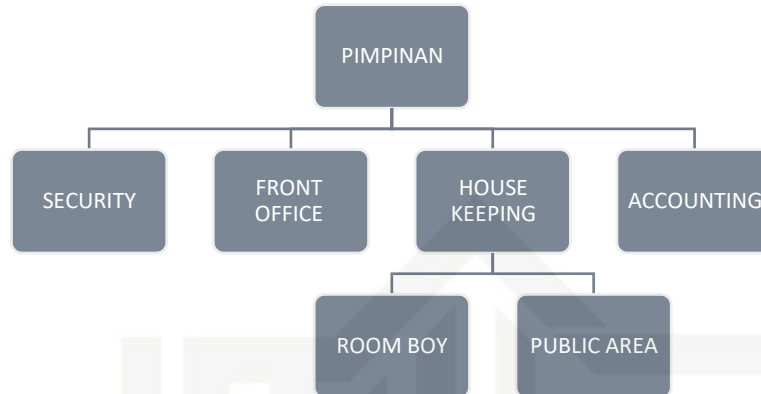 PIMPINAN
SECURITY
FRONT
OFFICE
HOUSE
KEEPING
ACCOUNTING
ROOM BOY
PUBLIC AREA